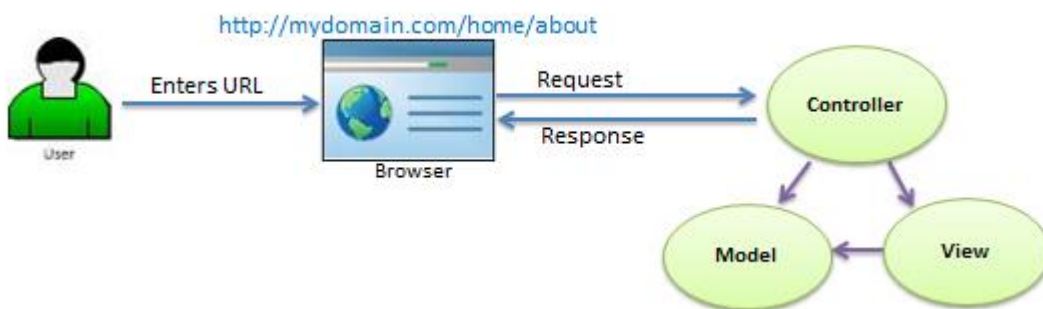 http://mydomain.com/home/about
Enters URL
Request
Controller
Response
User
Browser
Model
View